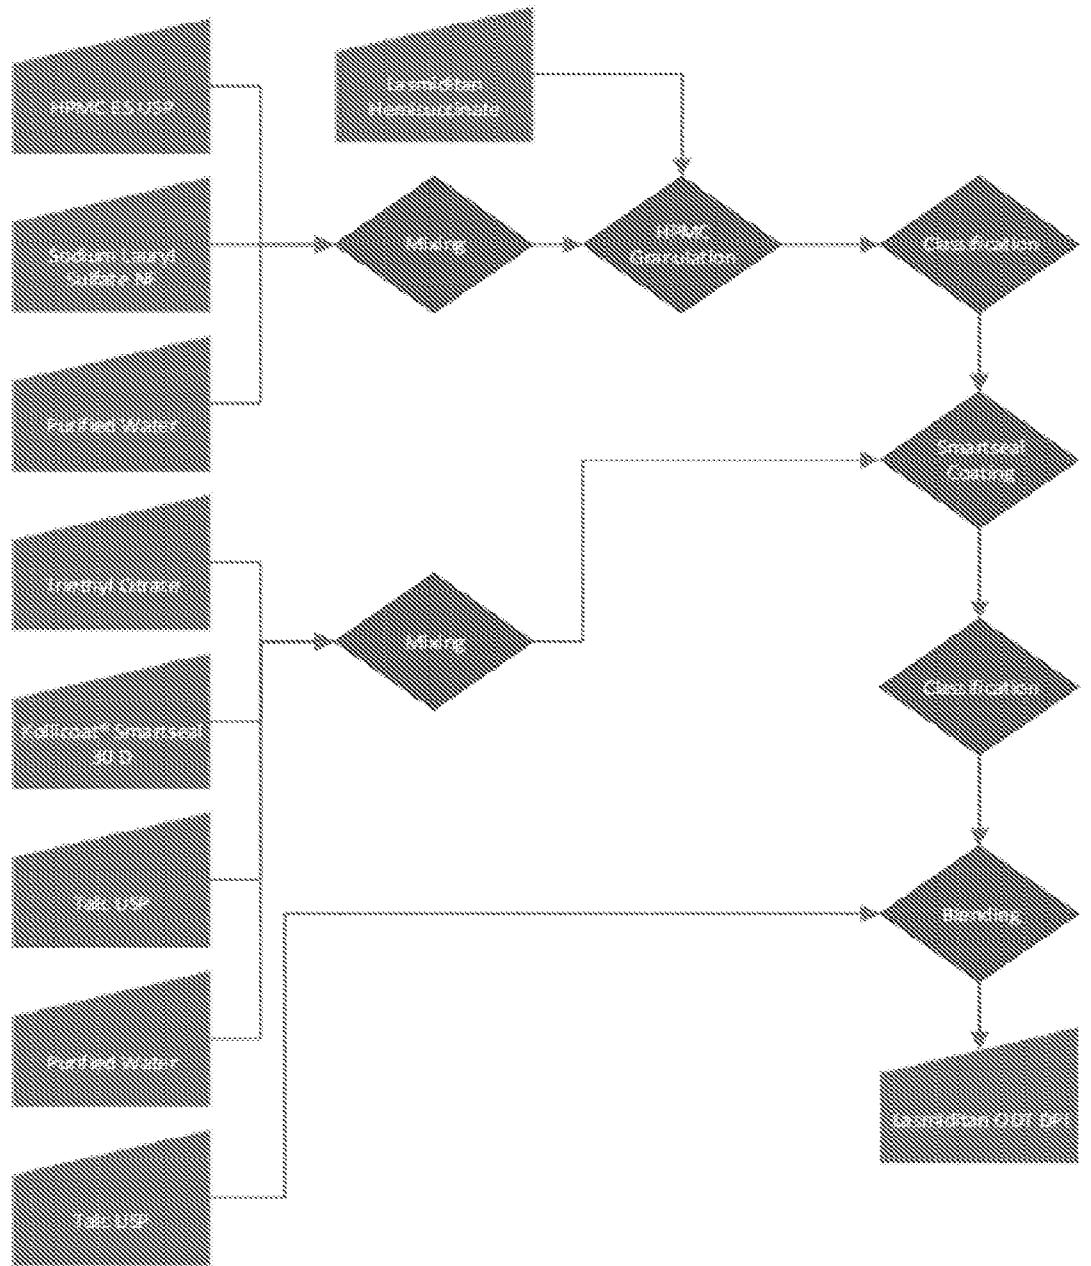 HPMC E5 USP
Lasmiditan
Hemisuccinate
Sodium Lauryl
Sulfate NF
Mixing
HPMC
Granulation
Classification
Purified Water
Smartseal
Coating
Triethyl Citrate
Mixing
Kollicoat® Smartseal
30 D
Classification
Talc USP
Blending
Purified Water
Lasmiditan ODT DPI
Talc USP